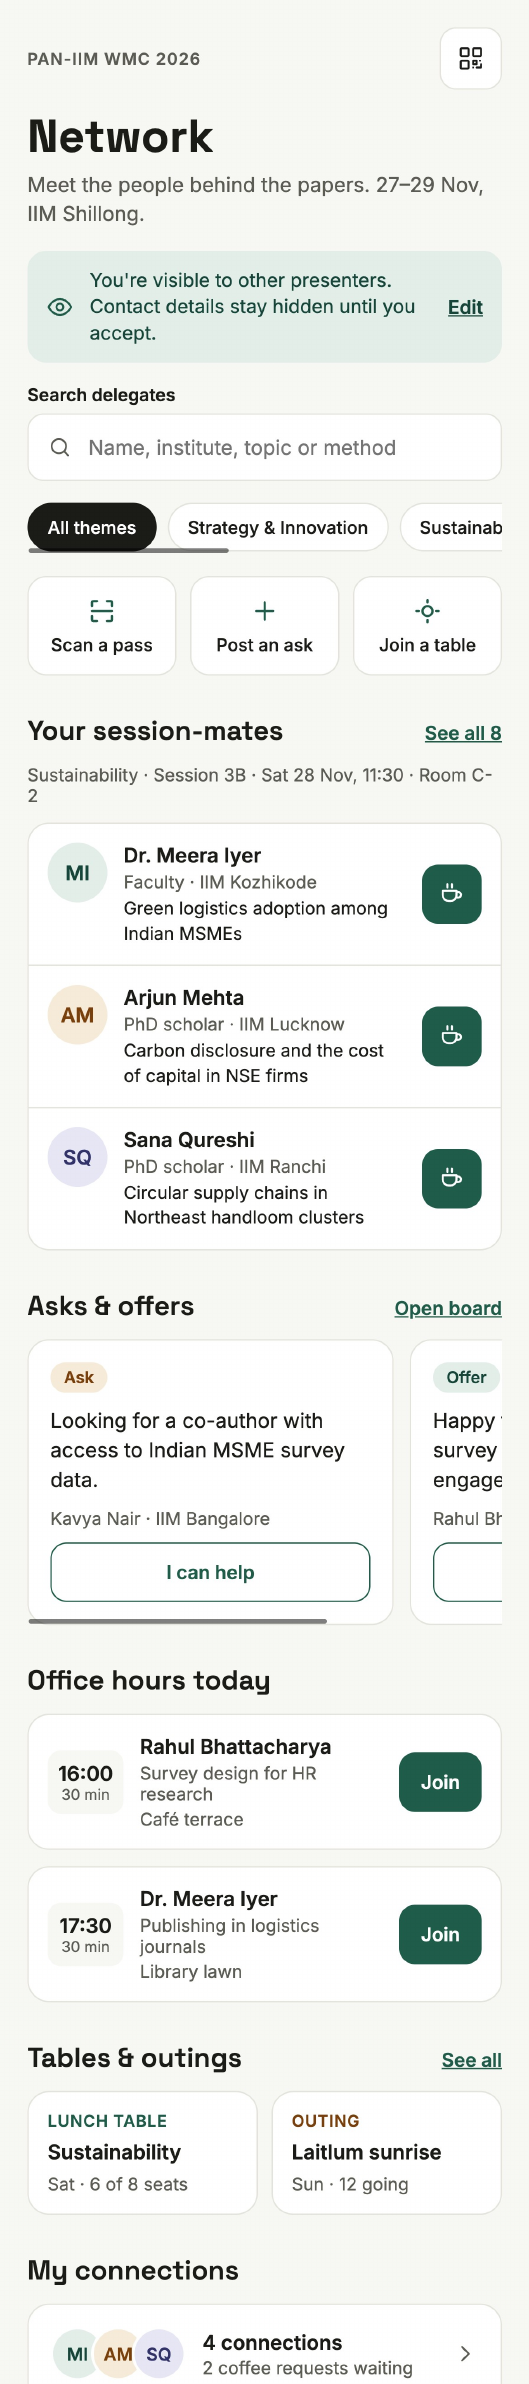 PAN-IIM WMC 2026
Network
Meet the people behind the papers. 27–29 Nov,
IIM Shillong.
You're visible to other presenters.
Contact details stay hidden until you
accept.
Edit
Search delegates
Name, institute, topic or method
All themes
Strategy & Innovation
Sustainab
Scan a pass
Post an ask
Join a table
Your session-mates
See all 8
Sustainability · Session 3B · Sat 28 Nov, 11:30 · Room C-
2
MI
Dr. Meera Iyer
Faculty · IIM Kozhikode
Green logistics adoption among
Indian MSMEs
AM
Arjun Mehta
PhD scholar · IIM Lucknow
Carbon disclosure and the cost
of capital in NSE firms
SQ
Sana Qureshi
PhD scholar · IIM Ranchi
Circular supply chains in
Northeast handloom clusters
Asks & offers
Open board
Ask
Looking for a co-author with
access to Indian MSME survey
data.
Kavya Nair · IIM Bangalore
I can help
Offer
Happy
survey
engage
Rahul Bh
Office hours today
16:00
30 min
Rahul Bhattacharya
Survey design for HR
research
Café terrace
Join
17:30
30 min
Dr. Meera Iyer
Publishing in logistics
journals
Library lawn
Join
Tables & outings
See all
LUNCH TABLE
Sustainability
Sat · 6 of 8 seats
OUTING
Laitlum sunrise
Sun · 12 going
My connections
MI
AM
SQ
4 connections
2 coffee requests waiting